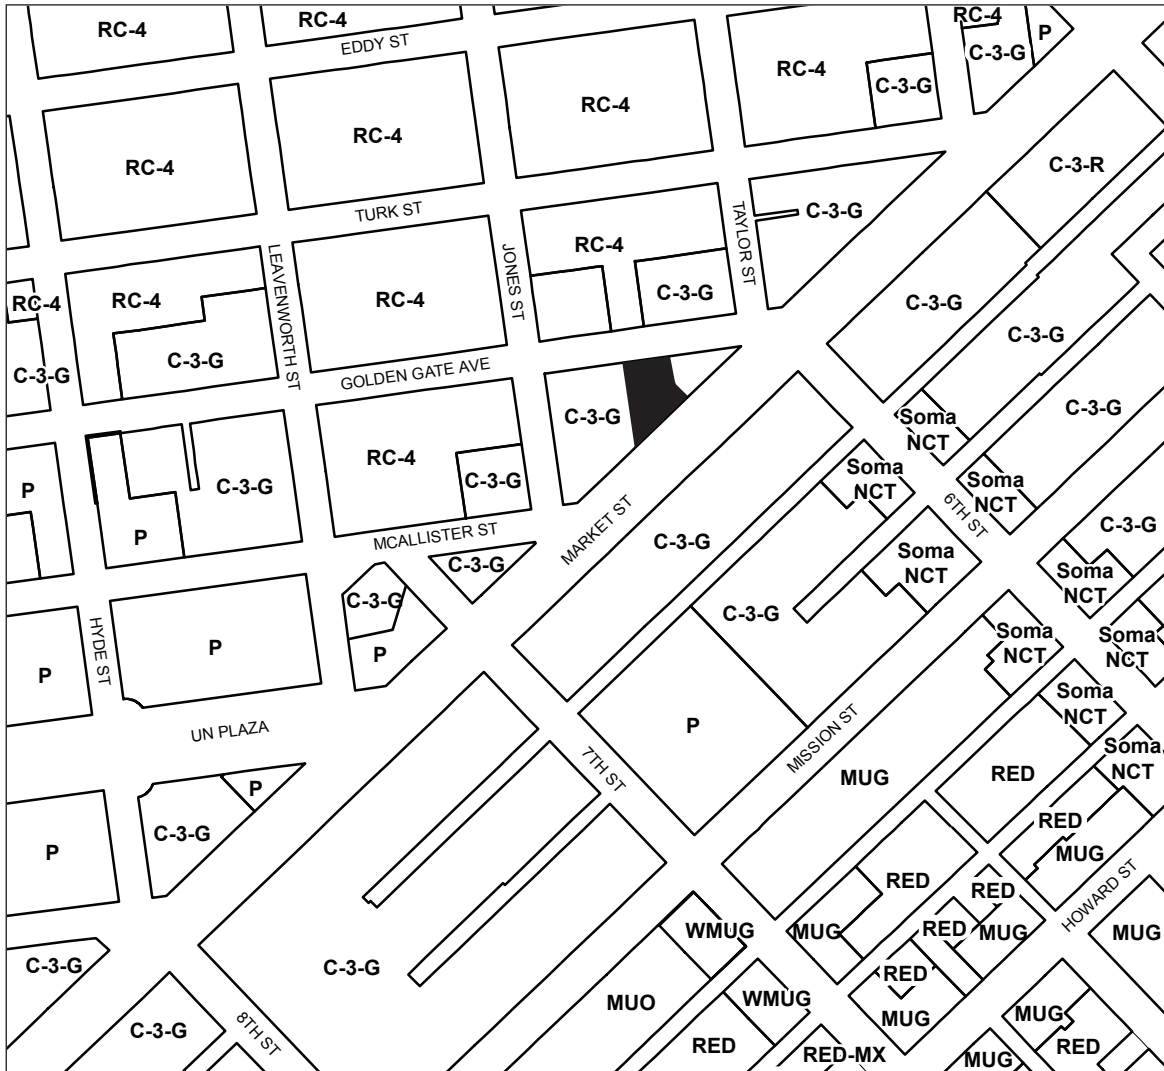 RC-4
RC-4
RC-4
P
C-3-G
EDDY ST
RC-4
C-3-G
RC-4
RC-4
RC-4
C-3-R
TURK ST
TAYLOR ST
C-3-G
LEAVENWORTH ST
JONES ST
RC-4
RC-4
RC-4
RC-4
C-3-G
C-3-G
C-3-G
C-3-G
C-3-G
GOLDEN GATE AVE
C-3-G
C-3-G
Soma
NCT
RC-4
C-3-G
C-3-G
P
Soma
NCT
Soma
NCT
6TH ST
P
MCALLISTER ST
MARKET ST
C-3-G
C-3-G
C-3-G
Soma
NCT
Soma
NCT
C-3-G
C-3-G
HYDE ST
P
P
P
Soma
NCT
Soma
NCT
Soma
NCT
UN PLAZA
P
MISSION ST
7TH ST
MUG
RED
Soma
NCT
P
C-3-G
P
RED
MUG
RED
RED
HOWARD ST
WMUG
MUG
RED
MUG
MUG
C-3-G
C-3-G
RED
MUO
WMUG
MUG
MUG
C-3-G
8TH ST
RED
RED-MX
MUG
RED